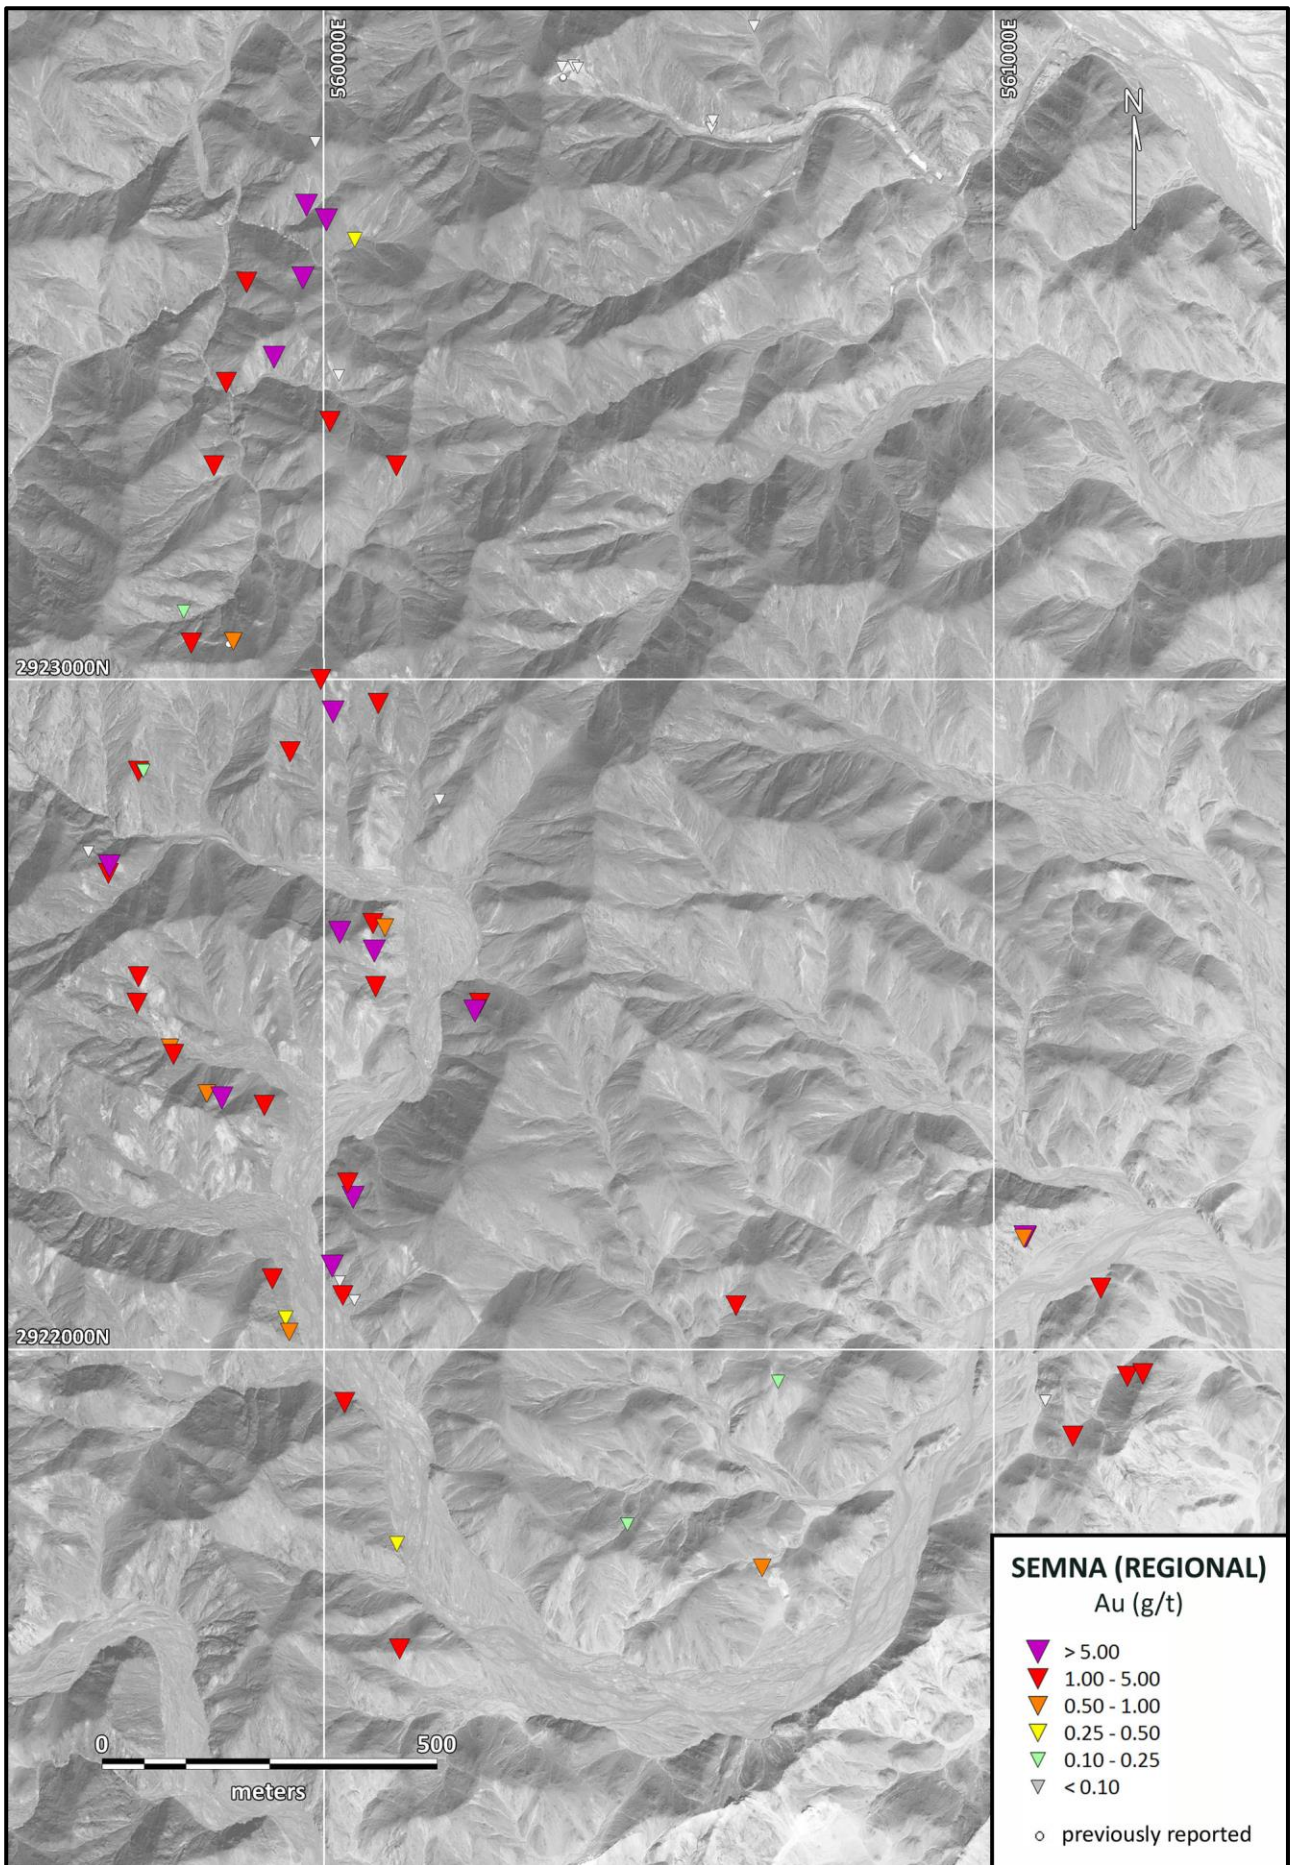 560000E
561000E
N
2923000N
2922000N
0 500
meters
SEMNA (REGIONAL)
Au (g/t)
> 5.00
1.00 - 5.00
0.50 - 1.00
0.25 - 0.50
0.10 - 0.25
< 0.10
previously reported